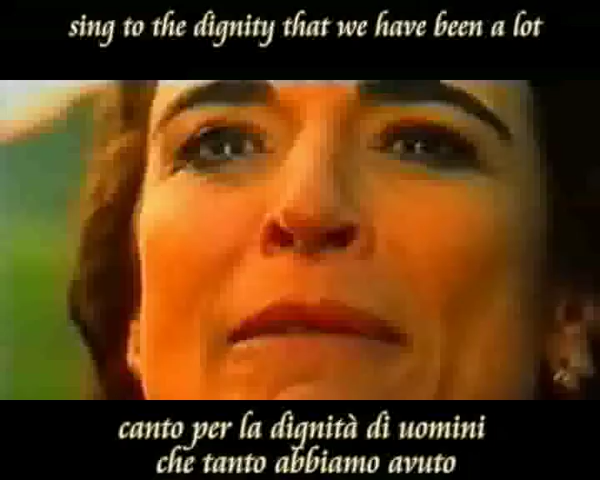 sing to the dignity that we have been a lot
canto per la dignità di uomini
che tanto abbiamo avuto